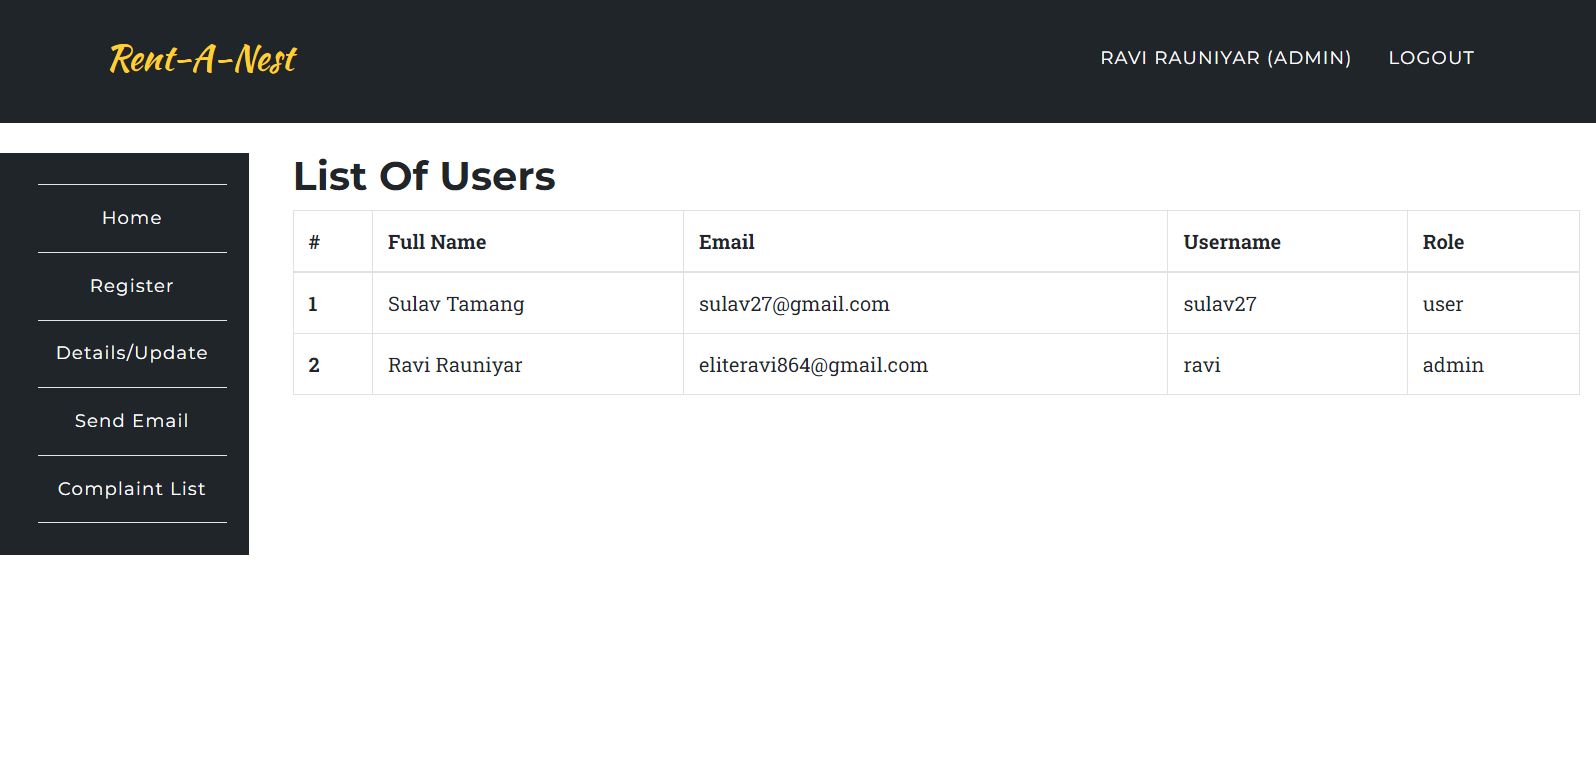 Rent-A-Nest
RAVI RAUNIYAR (ADMIN) LOGOUT
Home
Register
Details/Update
Send Email
Complaint List
List Of Users
# Full Name Email Username Role
1 Sulav Tamang sulav27@gmail.com sulav27 user
2 Ravi Rauniyar eliteravi864@gmail.com ravi admin